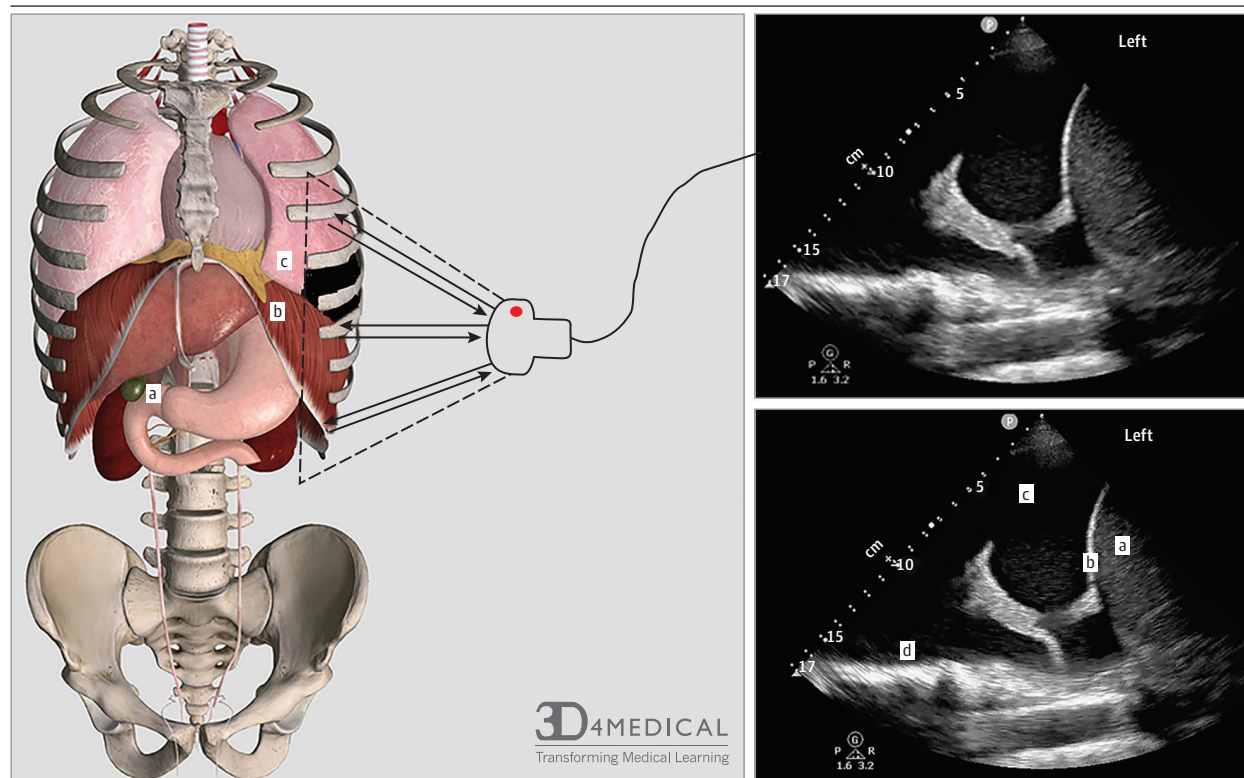 c
b
a
3D4MEDICAL
Transforming Medical Learning
P
Left
5
cm
10
15
17
G
P R
1.6 3.2
P
Left
5
c
cm
a
10
b
15
d
17
G
P R
1.6 3.2